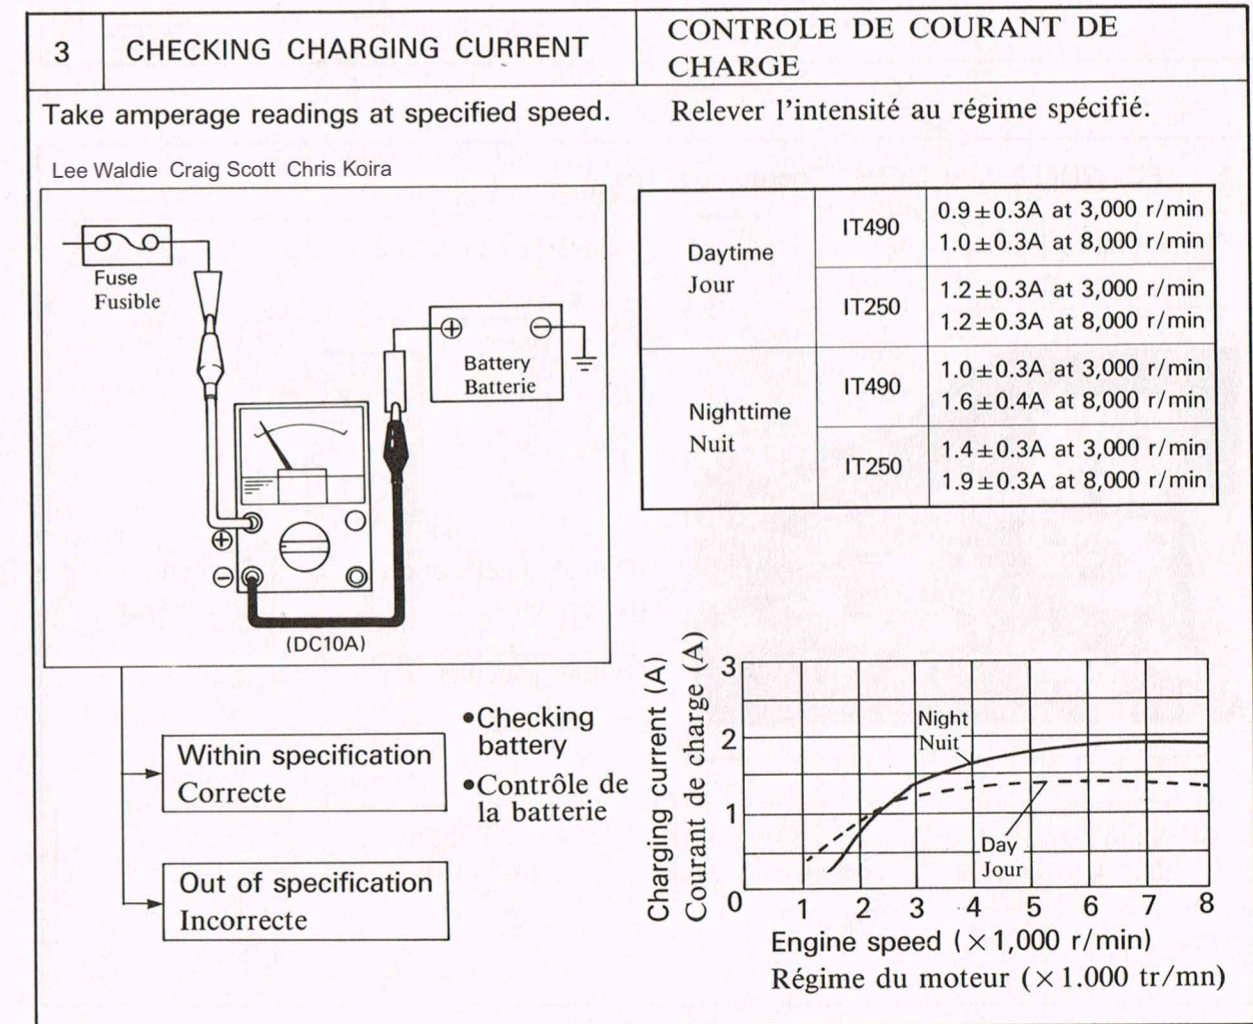 3 CHECKING CHARGING CURRENT
CONTROLE DE COURANT DE
CHARGE
Take amperage readings at specified speed.
Relever l'intensité au régime spécifié.
Lee Waldie Craig Scott Chris Koira
Fuse
Fusible
⊕ ⊖
Battery
Batterie
⊕
⊖
(DC10A)
Within specification
Correcte
•Checking
battery
•Contrôle de
la batterie
Out of specification
Incorrecte
Daytime
Jour
IT490
0.9±0.3A at 3,000 r/min
1.0±0.3A at 8,000 r/min
IT250
1.2±0.3A at 3,000 r/min
1.2±0.3A at 8,000 r/min
Nighttime
Nuit
IT490
1.0±0.3A at 3,000 r/min
1.6±0.4A at 8,000 r/min
IT250
1.4±0.3A at 3,000 r/min
1.9±0.3A at 8,000 r/min
Charging current (A)
Courant de charge (A)
3
2
1
0
Night
Nuit
Day
Jour
0 1 2 3 4 5 6 7 8
Engine speed (×1,000 r/min)
Régime du moteur (×1.000 tr/mn)